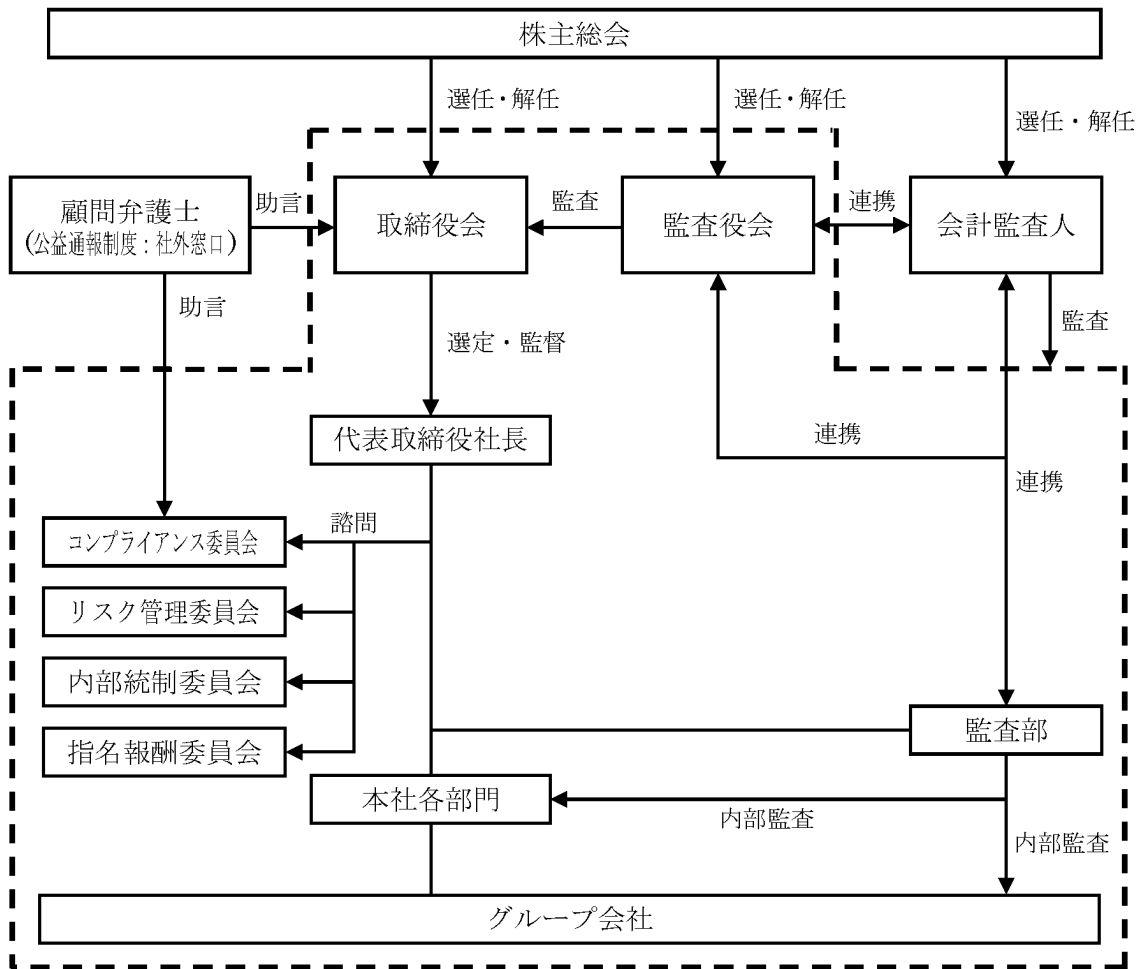 株主総会
選任・解任
選任・解任
選任・解任
顧問弁護士
（公益通報制度：社外窓口）
助言
取締役会
監査
監査役会
連携
会計監査人
助言
監査
選定・監督
代表取締役社長
連携
連携
諮問
コンプライアンス委員会
リスク管理委員会
内部統制委員会
指名報酬委員会
監査部
本社各部門
内部監査
内部監査
グループ会社